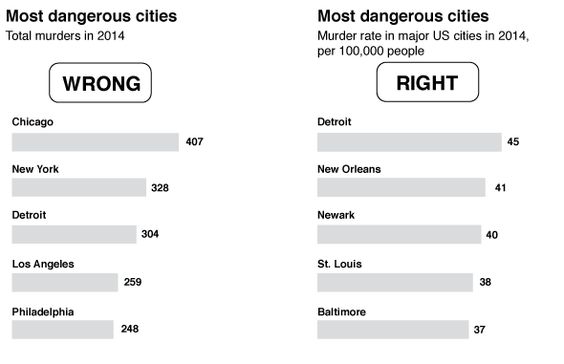 Most dangerous cities
Total murders in 2014
WRONG
Chicago
407
New York
328
Detroit
304
Los Angeles
259
Philadelphia
248
Most dangerous cities
Murder rate in major US cities in 2014,
per 100,000 people
RIGHT
Detroit
45
New Orleans
41
Newark
40
St. Louis
38
Baltimore
37